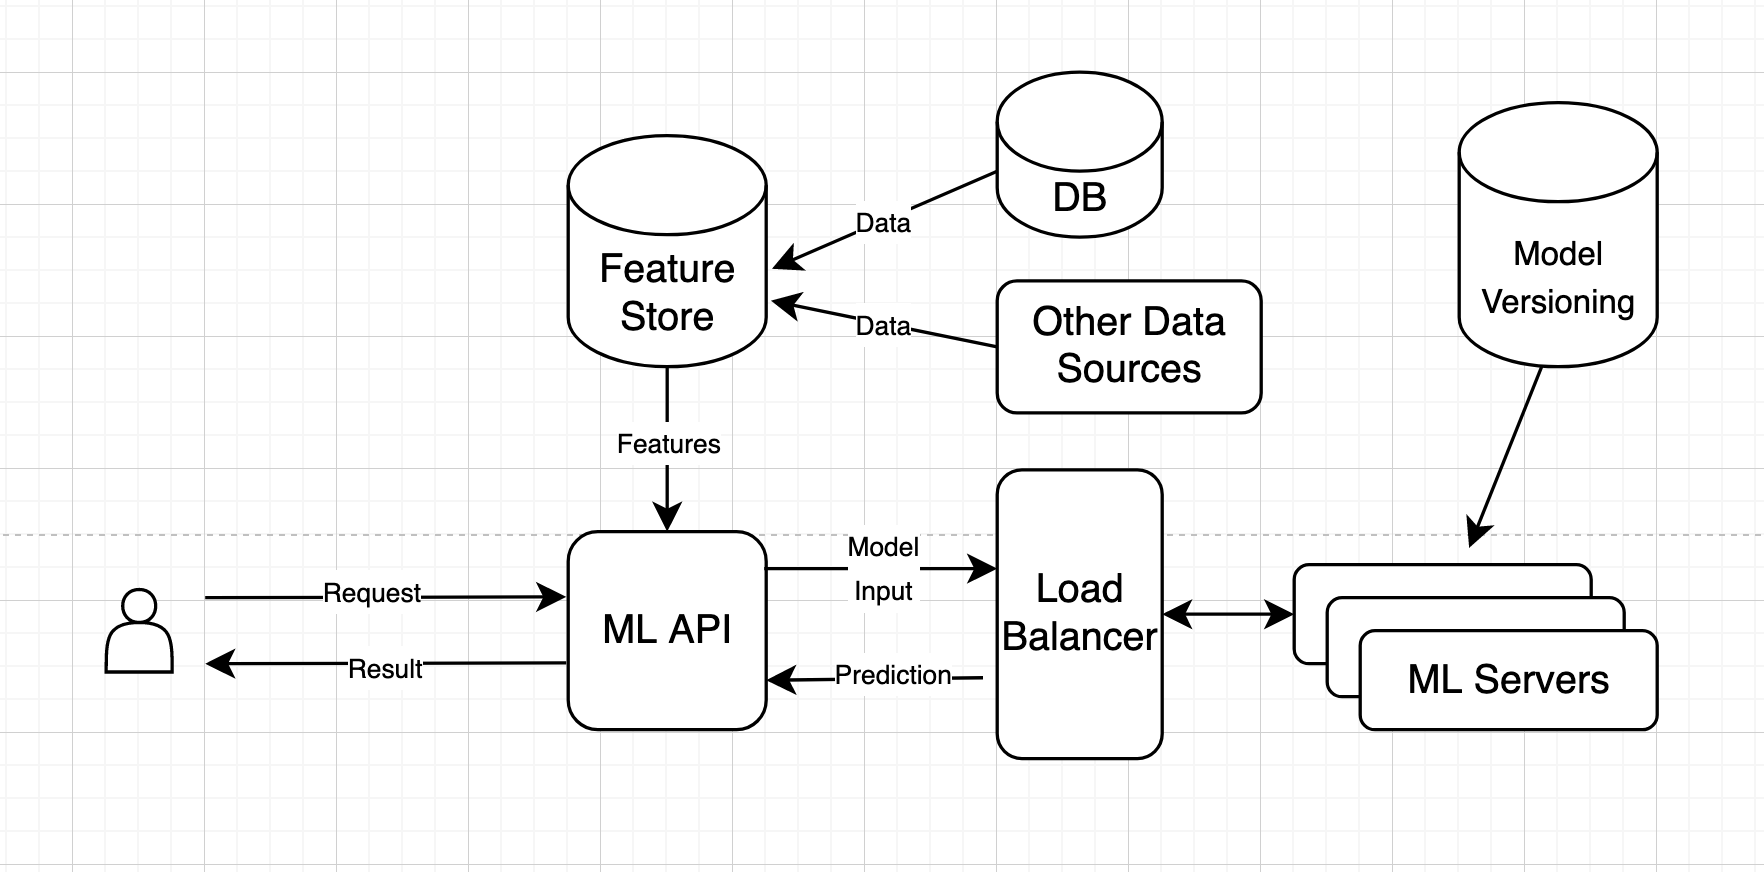 DB
Data
Feature
Store
Other Data
Sources
Data
Model
Versioning
Features
Model
Input
Request
ML API
Load
Balancer
Result
Prediction
ML Servers